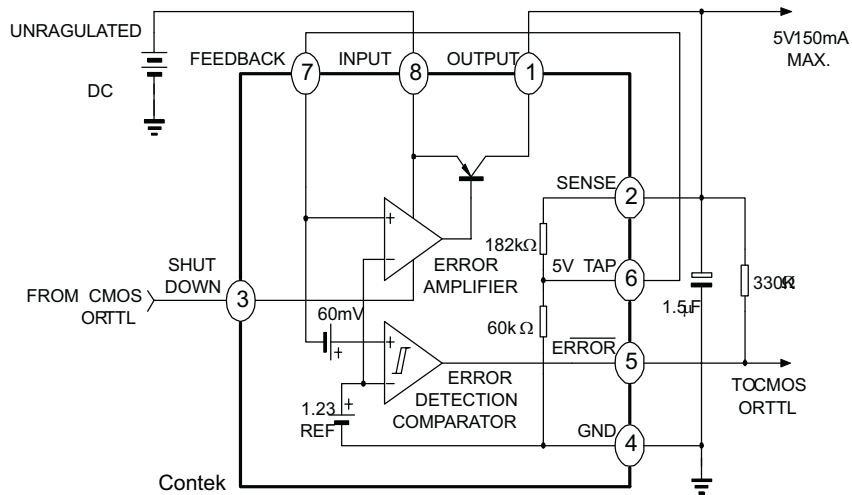 UNRAGULATED
DC
FEEDBACK
7
INPUT
8
OUTPUT
1
5V150mA
MAX.
SENSE
2
182kΩ
5V TAP
6
+
−
ERROR
AMPLIFIER
SHUT
DOWN
3
FROM CMOS
ORTTL
60mV
+
60k Ω
1.5μF
+
−
ERROR
5
TOCMOS
ORTTL
ERROR
DETECTION
COMPARATOR
1.23
REF
+
GND
4
Contek